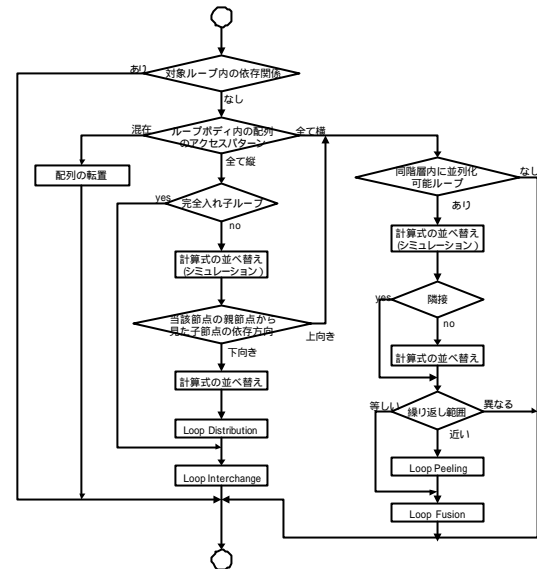 あり
対象ループ内の依存関係
なし
混在
ループボディ内の配列
のアクセスパターン
全て横
全て縦
配列の転置
yes
完全入れ子ループ
no
計算式の並べ替え
(シミュレーション)
当該節点の親節点から
見た子節点の依存方向
上向き
下向き
計算式の並べ替え
Loop Distribution
Loop Interchange
同階層内に並列化
可能ループ
なし
あり
計算式の並べ替え
(シミュレーション)
yes
隣接
no
計算式の並べ替え
等しい
繰り返し範囲
異なる
近い
Loop Peeling
Loop Fusion